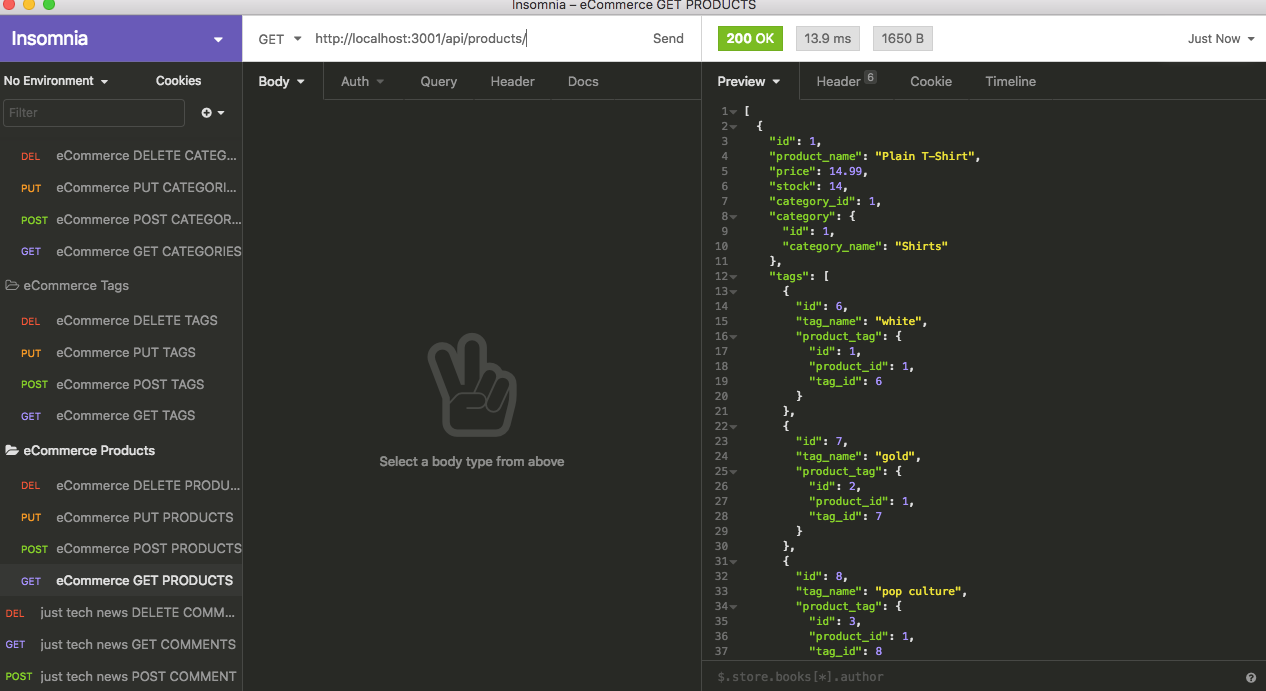 Insomnia – eCommerce GET PRODUCTS
Insomnia
GET http://localhost:3001/api/products/ Send
200 OK 13.9 ms 1650 B Just Now
No Environment Cookies
Body Auth Query Header Docs
Preview Header 6 Cookie Timeline
Filter
DEL eCommerce DELETE CATEG...
PUT eCommerce PUT CATEGORI...
POST eCommerce POST CATEGOR...
GET eCommerce GET CATEGORIES
eCommerce Tags
DEL eCommerce DELETE TAGS
PUT eCommerce PUT TAGS
POST eCommerce POST TAGS
GET eCommerce GET TAGS
eCommerce Products
DEL eCommerce DELETE PRODU...
PUT eCommerce PUT PRODUCTS
POST eCommerce POST PRODUCTS
GET eCommerce GET PRODUCTS
DEL just tech news DELETE COMM...
GET just tech news GET COMMENTS
POST just tech news POST COMMENT
Select a body type from above
1 [
2 {
3 "id": 1,
4 "product_name": "Plain T-Shirt",
5 "price": 14.99,
6 "stock": 14,
7 "category_id": 1,
8 "category": {
9 "id": 1,
10 "category_name": "Shirts"
11 },
12 "tags": [
13 {
14 "id": 6,
15 "tag_name": "white",
16 "product_tag": {
17 "id": 1,
18 "product_id": 1,
19 "tag_id": 6
20 }
21 },
22 {
23 "id": 7,
24 "tag_name": "gold",
25 "product_tag": {
26 "id": 2,
27 "product_id": 1,
28 "tag_id": 7
29 }
30 },
31 {
32 "id": 8,
33 "tag_name": "pop culture",
34 "product_tag": {
35 "id": 3,
36 "product_id": 1,
37 "tag_id": 8
$.store.books[*].author